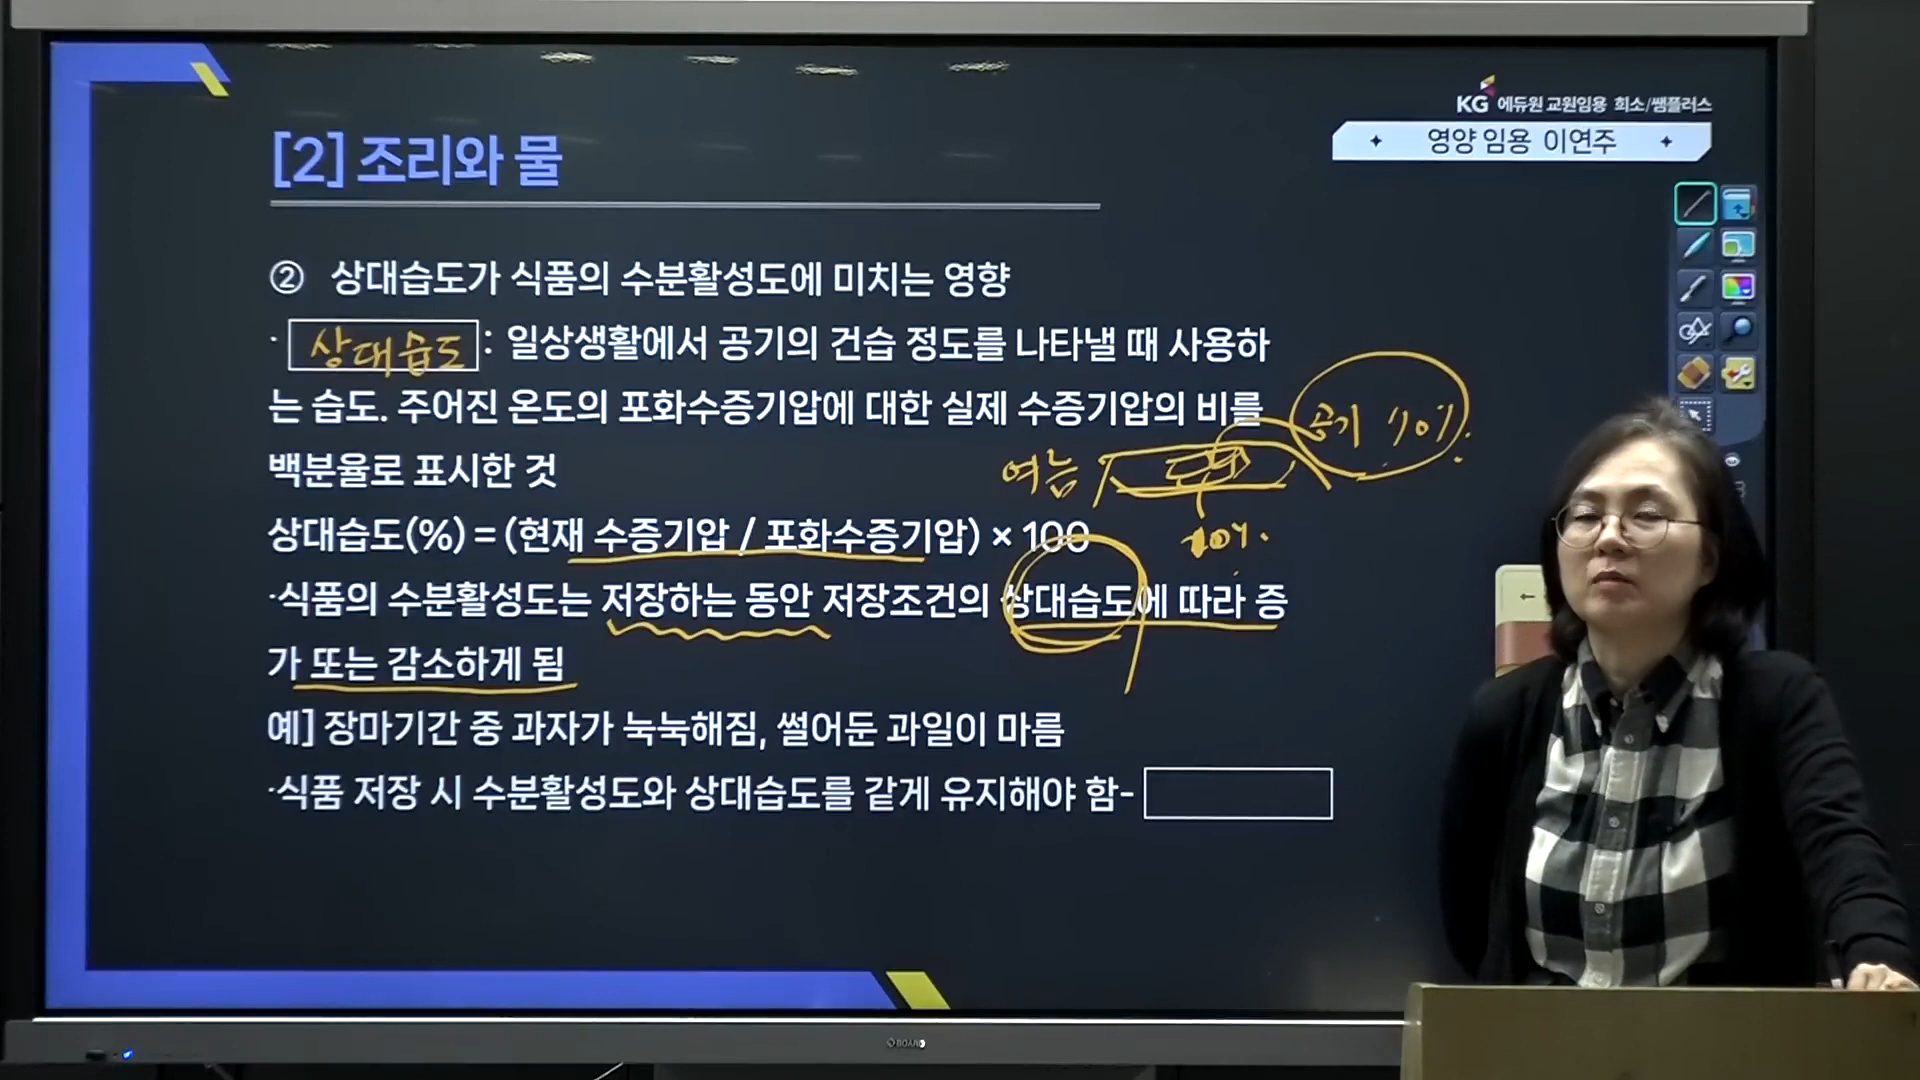 KG 에듀원 교원임용 희소/쌤플러스
영양 임용 이연주
[2] 조리와 물
② 상대습도가 식품의 수분활성도에 미치는 영향
· 상대습도 : 일상생활에서 공기의 건습 정도를 나타낼 때 사용하
는 습도. 주어진 온도의 포화수증기압에 대한 실제 수증기압의 비를
공기
백분율로 표시한 것
여름
상대습도(%) = (현재 수증기압 / 포화수증기압) × 100
·식품의 수분활성도는 저장하는 동안 저장조건의 상대습도에 따라 증
가 또는 감소하게 됨
예] 장마기간 중 과자가 눅눅해짐, 썰어둔 과일이 마름
·식품 저장 시 수분활성도와 상대습도를 같게 유지해야 함-